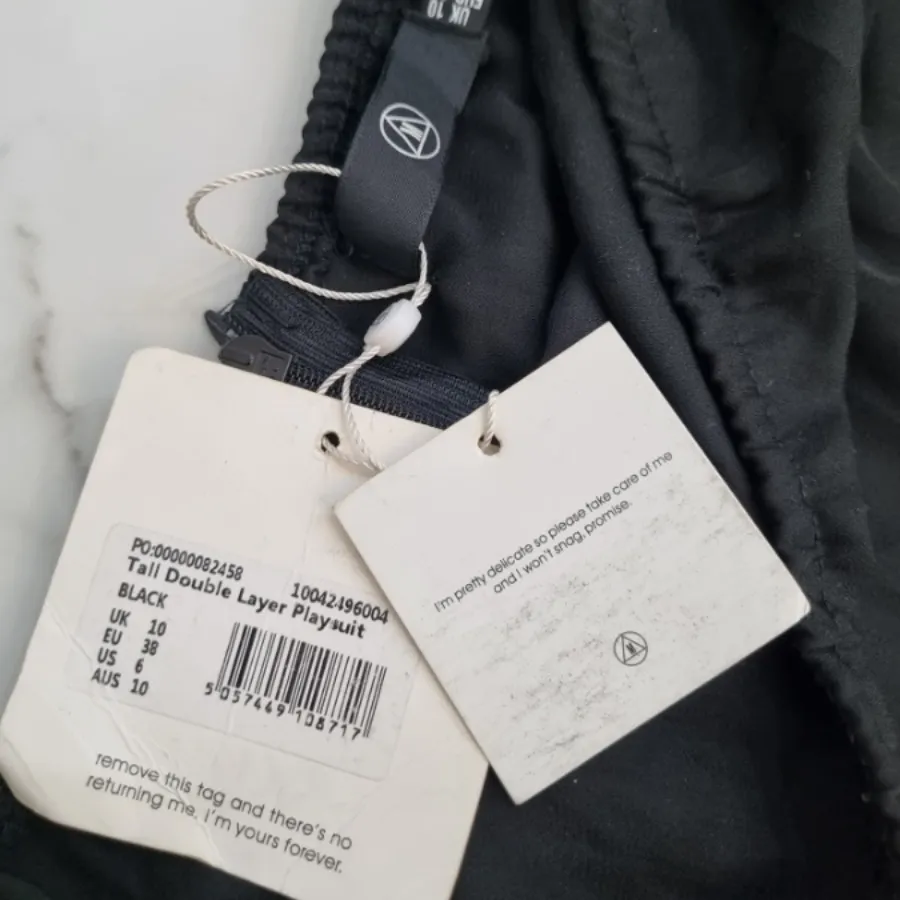 UK 10
EUR
PO:00000082458
10042496004
Tall Double Layer Playsuit
BLACK
UK 10
EU 38
US 6
AUS 10
5 057449 108717
remove this tag and there's no
returning me, i'm yours forever.
I'm pretty delicate so please take care of me
and I won't snag, promise.